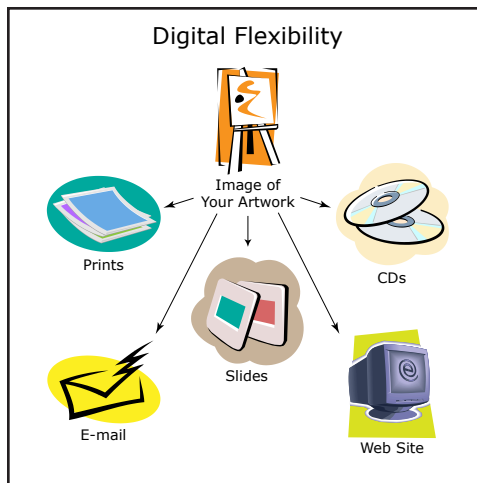 Digital Flexibility
Image of
Your Artwork
Prints
CDs
Slides
E-mail
Web Site
e